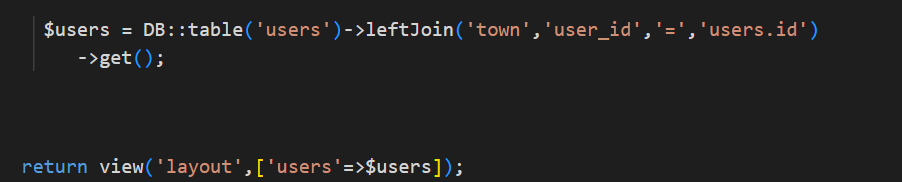 $users = DB::table('users')->leftJoin('town','user_id','=','users.id')
->get();
return view('layout',['users'=>$users]);